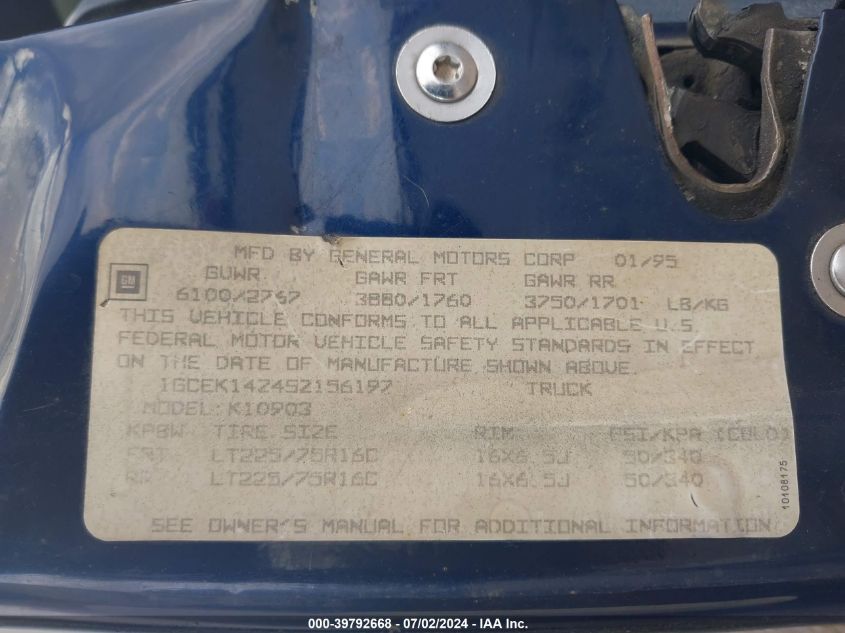 MFD BY GENERAL MOTORS CORP 01/95
GM
GVWR GAWR FRT GAWR RR
6100/2767 3880/1760 3750/1701 LB/KG
THIS VEHICLE CONFORMS TO ALL APPLICABLE U.S.
FEDERAL MOTOR VEHICLE SAFETY STANDARDS IN EFFECT
ON THE DATE OF MANUFACTURE SHOWN ABOVE.
1GCEK14Z4SZ156197 TRUCK
MODEL: K10903
TIRE SIZE RIM PSI/KPA (COLD)
FRT LT225/75R16C 16X6.5J 50/340
RR LT225/75R16C 16X6.5J 50/340
SEE OWNER'S MANUAL FOR ADDITIONAL INFORMATION
10108175
000-39792668 - 07/02/2024 - IAA Inc.